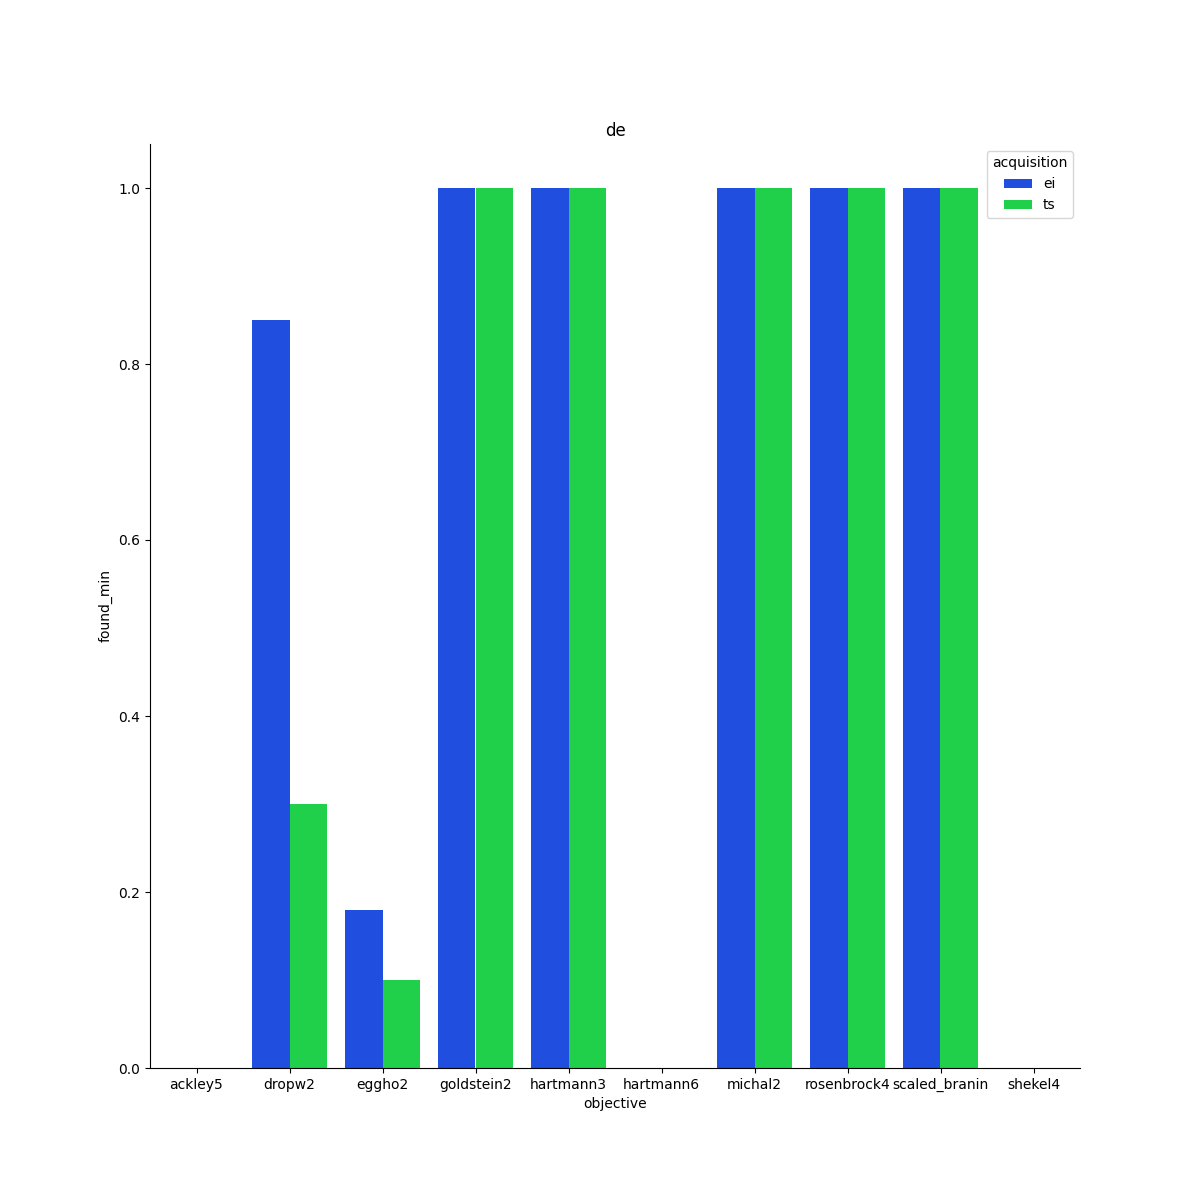 de
acquisition
ei
ts
1.0
0.8
0.6
0.4
0.2
0.0
found_min
ackley5 dropw2 eggho2 goldstein2 hartmann3 hartmann6 michal2 rosenbrock4 scaled_branin shekel4
objective